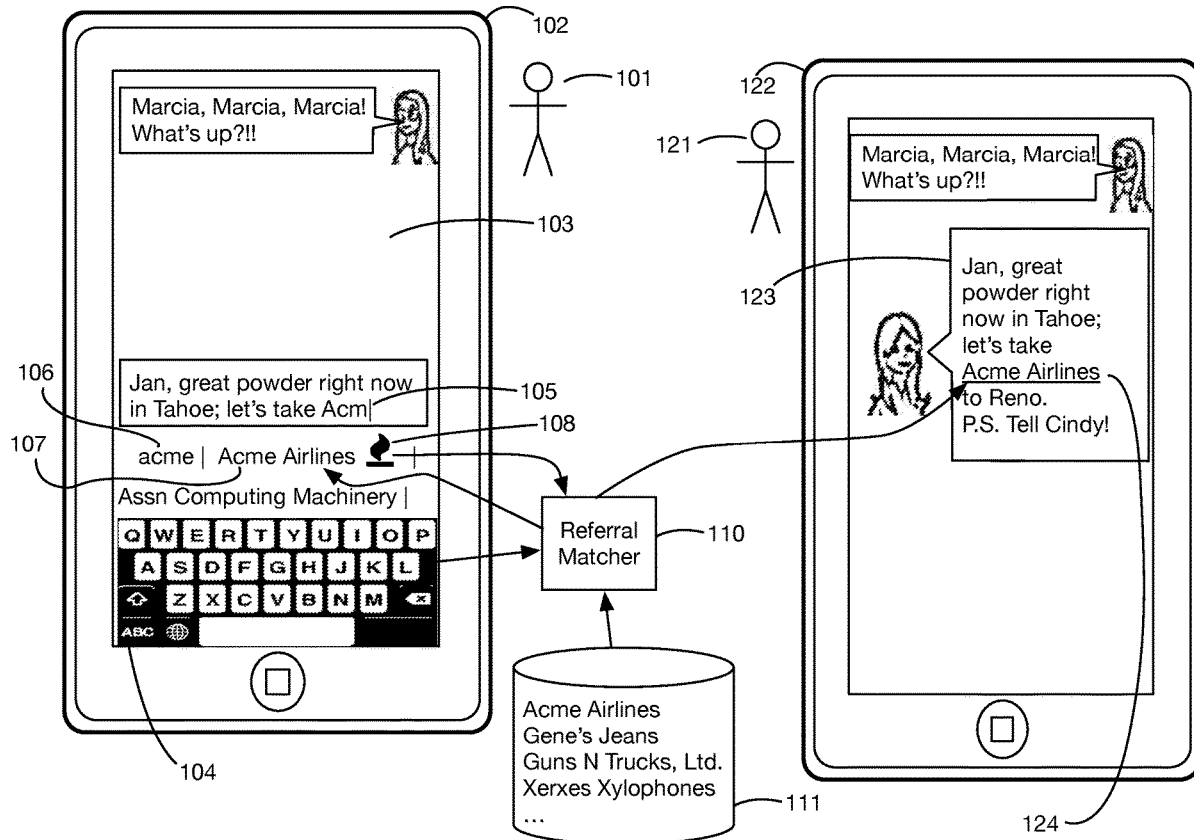 102
Marcia, Marcia, Marcia!
What's up?!!
101
103
Jan, great powder right now
in Tahoe; let's take Acm
105
106
107
108
acme | Acme Airlines |
Assn Computing Machinery |
Q W E R T Y U I O P
A S D F G H J K L
Z X C V B N M
ABC
104
Referral
Matcher
110
Acme Airlines
Gene's Jeans
Guns N Trucks, Ltd.
Xerxes Xylophones
...
111
122
121
Marcia, Marcia, Marcia!
What's up?!!
123
Jan, great
powder right
now in Tahoe;
let's take
Acme Airlines
to Reno.
P.S. Tell Cindy!
124